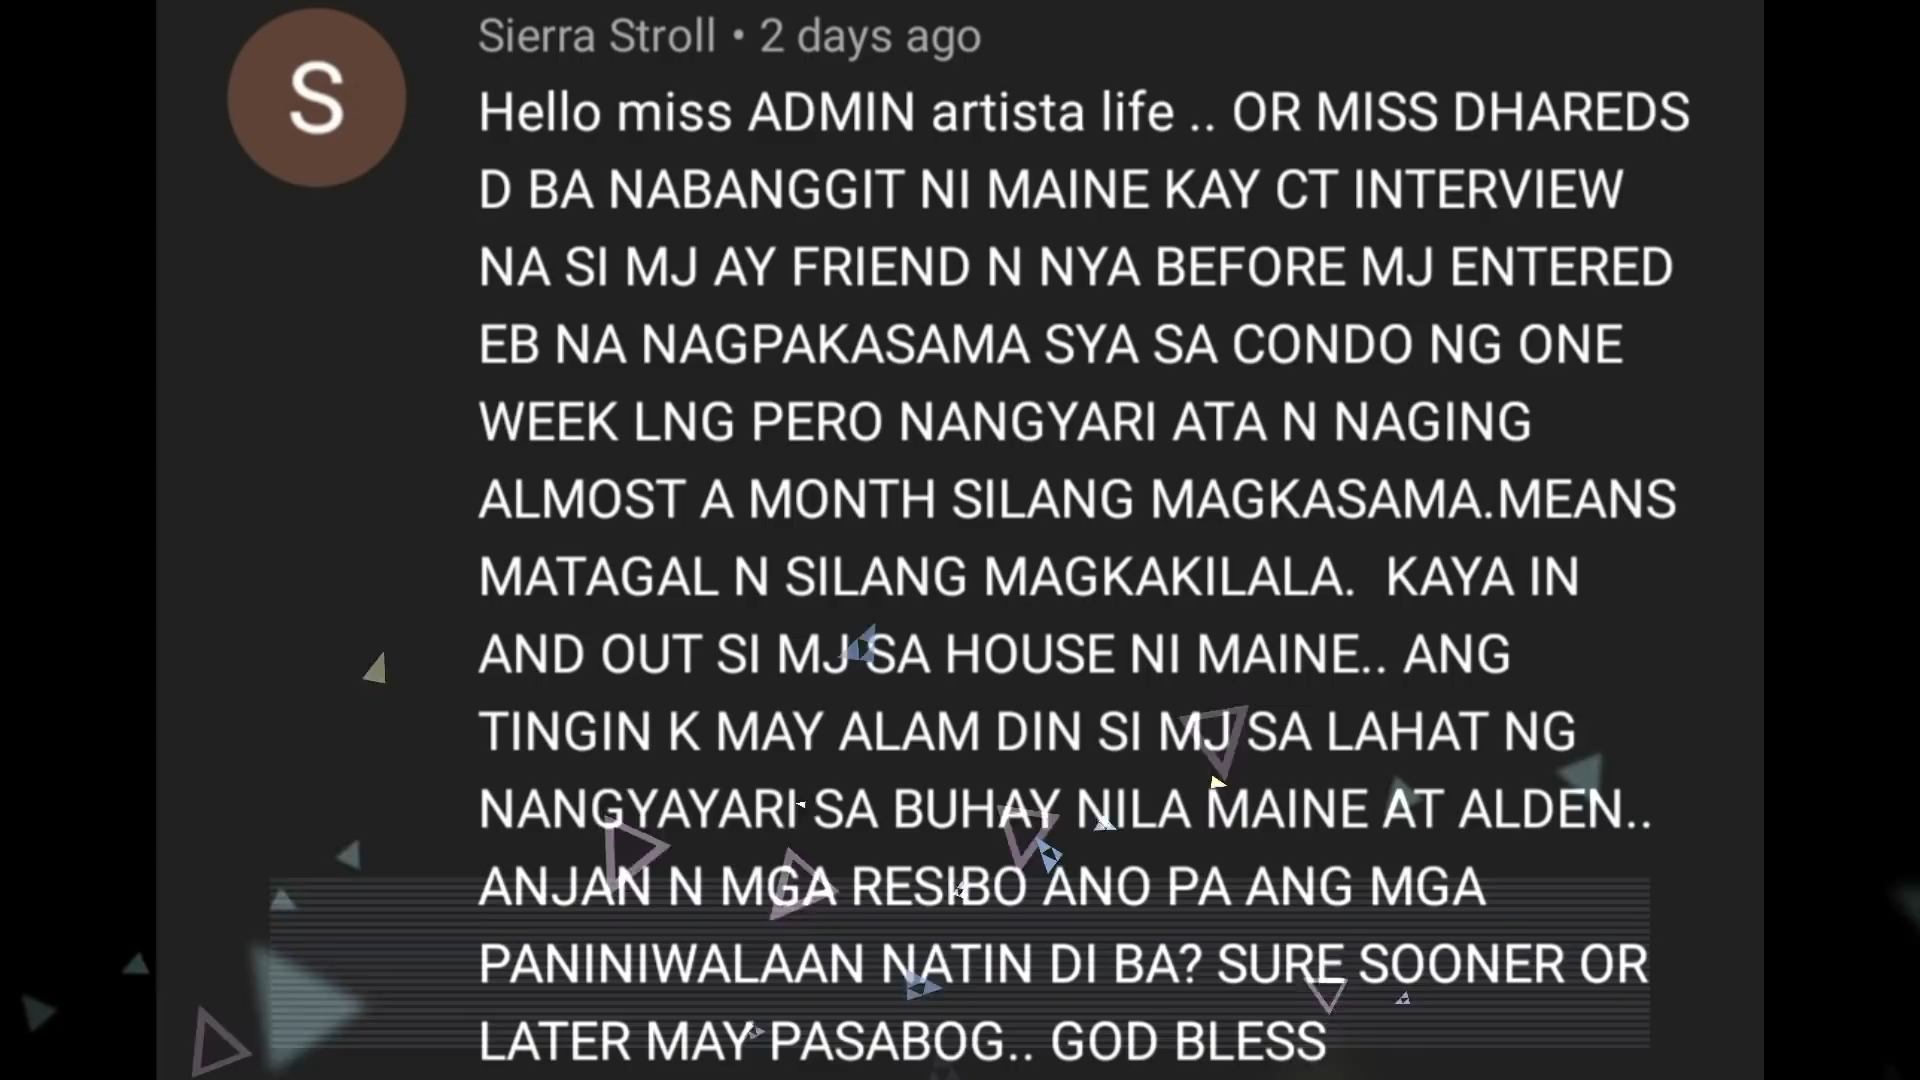 S
Sierra Stroll • 2 days ago
Hello miss ADMIN artista life .. OR MISS DHAREDS
D BA NABANGGIT NI MAINE KAY CT INTERVIEW
NA SI MJ AY FRIEND N NYA BEFORE MJ ENTERED
EB NA NAGPAKASAMA SYA SA CONDO NG ONE
WEEK LNG PERO NANGYARI ATA N NAGING
ALMOST A MONTH SILANG MAGKASAMA.MEANS
MATAGAL N SILANG MAGKAKILALA.  KAYA IN
AND OUT SI MJ SA HOUSE NI MAINE.. ANG
TINGIN K MAY ALAM DIN SI MJ SA LAHAT NG
NANGYAYARI SA BUHAY NILA MAINE AT ALDEN..
ANJAN N MGA RESIBO ANO PA ANG MGA
PANINIWALAAN NATIN DI BA? SURE SOONER OR
LATER MAY PASABOG.. GOD BLESS